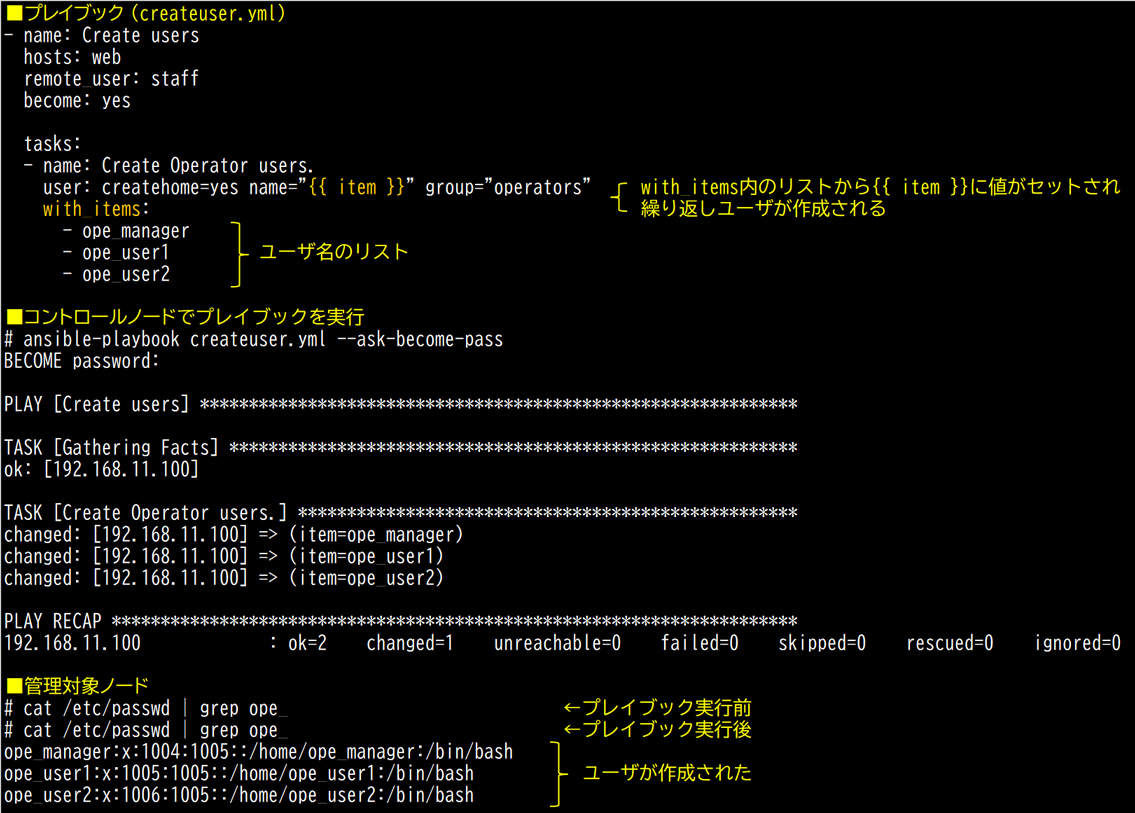 ■プレイブック(createuser.yml)
- name: Create users
  hosts: web
  remote_user: staff
  become: yes

  tasks:
  - name: Create Operator users.
    user: createhome=yes name="{{ item }}" group="operators"
with_items内のリストから{{ item }}に値がセットされ
繰り返しユーザが作成される
    with_items:
      - ope_manager
      - ope_user1
      - ope_user2
ユーザ名のリスト

■コントロールノードでプレイブックを実行
# ansible-playbook createuser.yml --ask-become-pass
BECOME password:

PLAY [Create users] *************************************************************

TASK [Gathering Facts] **********************************************************
ok: [192.168.11.100]

TASK [Create Operator users.] ***************************************************
changed: [192.168.11.100] => (item=ope_manager)
changed: [192.168.11.100] => (item=ope_user1)
changed: [192.168.11.100] => (item=ope_user2)

PLAY RECAP **********************************************************************
192.168.11.100             : ok=2    changed=1    unreachable=0    failed=0    skipped=0    rescued=0    ignored=0

■管理対象ノード
# cat /etc/passwd | grep ope_ ←プレイブック実行前
# cat /etc/passwd | grep ope_ ←プレイブック実行後
ope_manager:x:1004:1005::/home/ope_manager:/bin/bash
ope_user1:x:1005:1005::/home/ope_user1:/bin/bash
ope_user2:x:1006:1005::/home/ope_user2:/bin/bash
ユーザが作成された